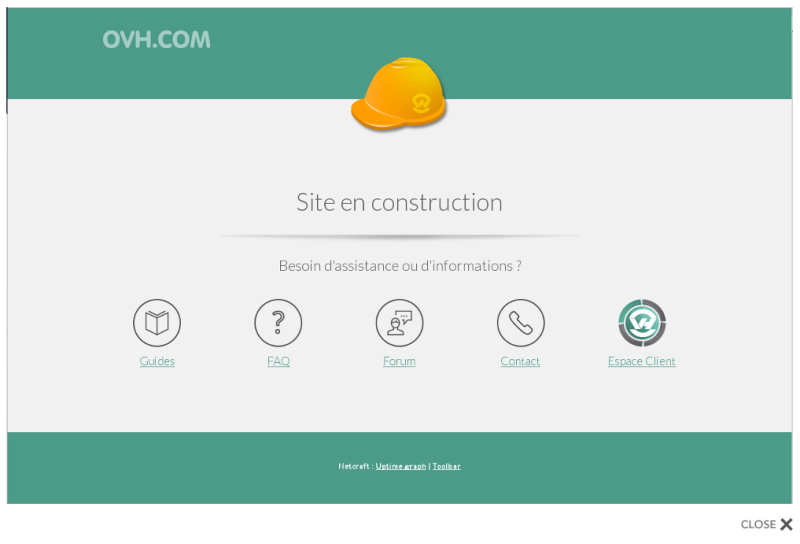 OVH.COM
Site en construction
Besoin d'assistance ou d'informations ?
Guides FAQ Forum Contact Espace Client
Netcraft : Uptime graph | Toolbar
CLOSE